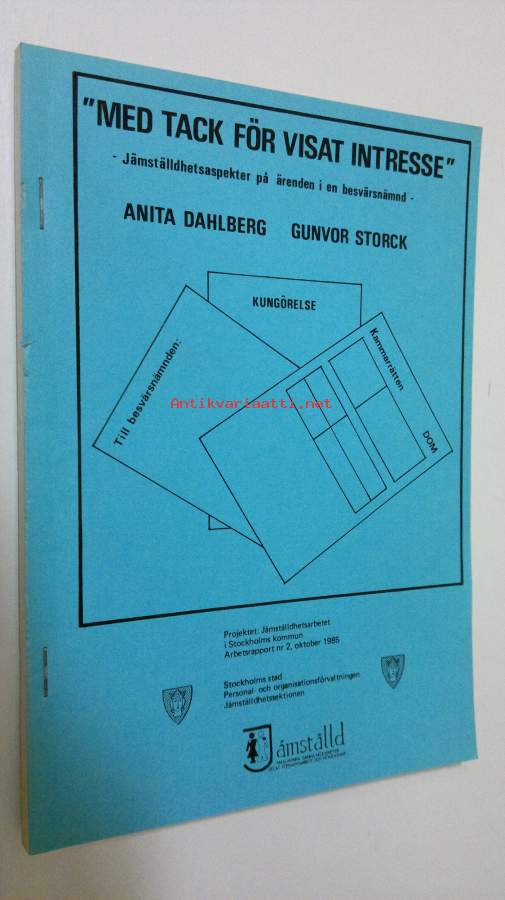 "MED TACK FÖR VISAT INTRESSE"
- Jämställdhetsaspekter på ärenden i en besvärsnämnd -
ANITA DAHLBERG GUNVOR STORCK
KUNGÖRELSE
Till besvärsnämnden:
Kammarrätten
DOM
Antikvariaatti.net
Projektet: Jämställdhetsarbetet
i Stockholms kommun
Arbetsrapport nr 2, oktober 1985
Stockholms stad
Personal- och organisationsförvaltningen
Jämställdhetssektionen
Jämställd